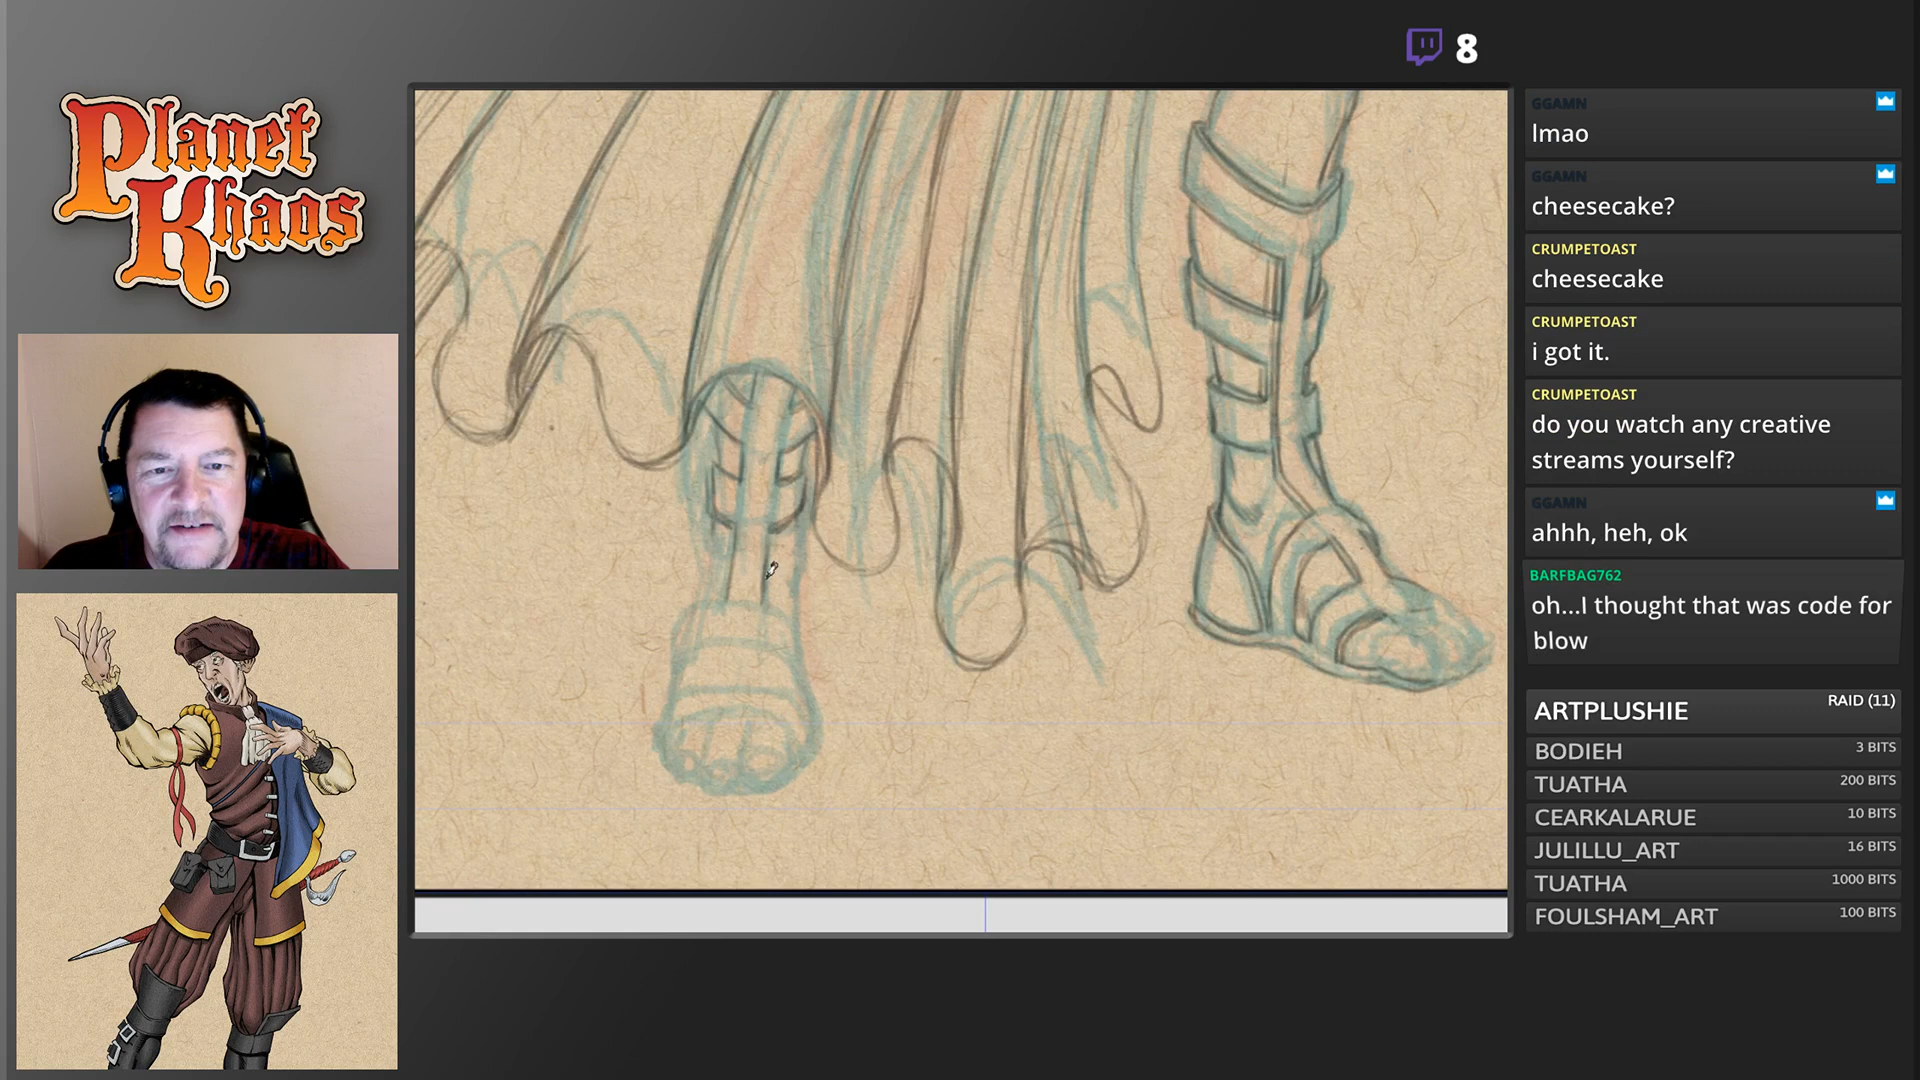 8
Planet
Khaos
GGAMN
lmao
GGAMN
cheesecake?
CRUMPETOAST
cheesecake
CRUMPETOAST
i got it.
CRUMPETOAST
do you watch any creative
streams yourself?
GGAMN
ahhh, heh, ok
BARFBAG762
oh...I thought that was code for
blow
ARTPLUSHIE RAID (11)
BODIEH 3 BITS
TUATHA 200 BITS
CEARKALARUE 10 BITS
JULILLU_ART 16 BITS
TUATHA 1000 BITS
FOULSHAM_ART 100 BITS